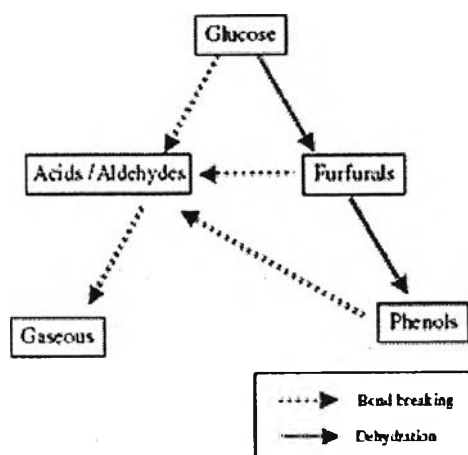 Glucose
Acids / Aldehydes
Furfurals
Gaseous
Phenols
Bond breaking
Dehydration